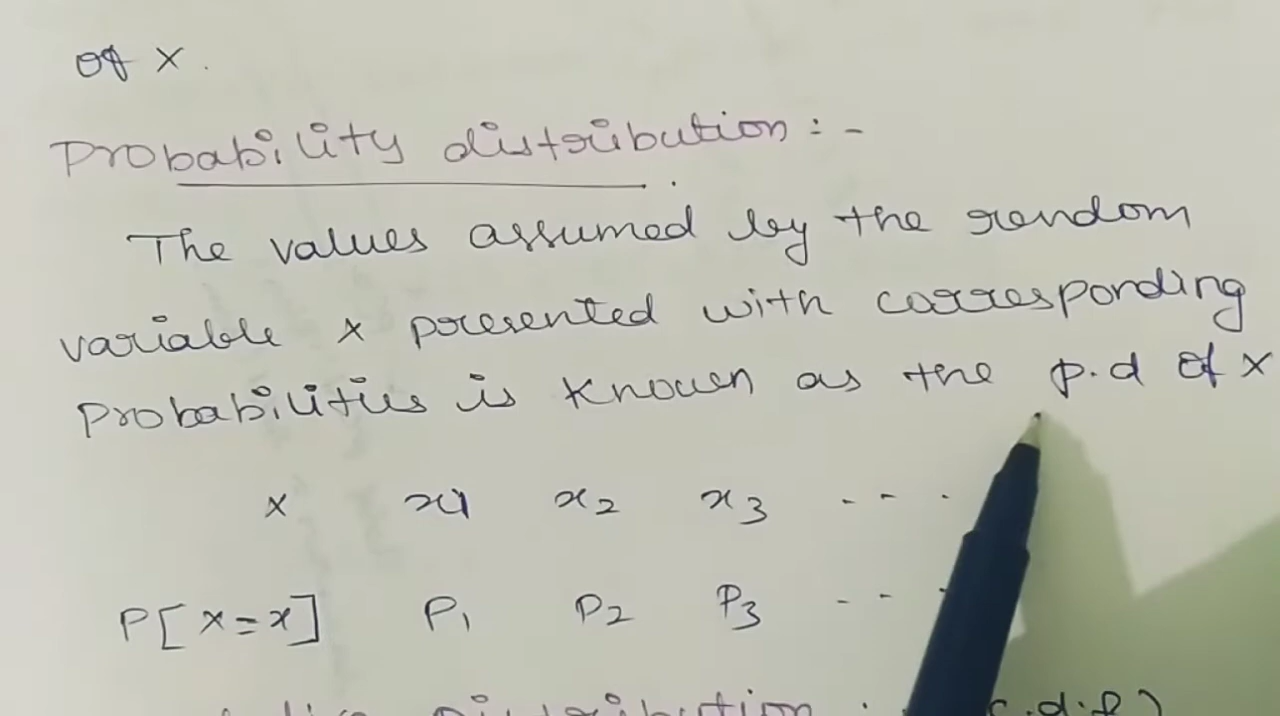 of X.
Probability distribution : -
The values assumed by the random
variable X presented with corresponding
probabilities is known as the p.d of X
X x1 x2 x3 - - .
P[X=x] P1 P2 P3 - - .
Distribution : c.d.f)